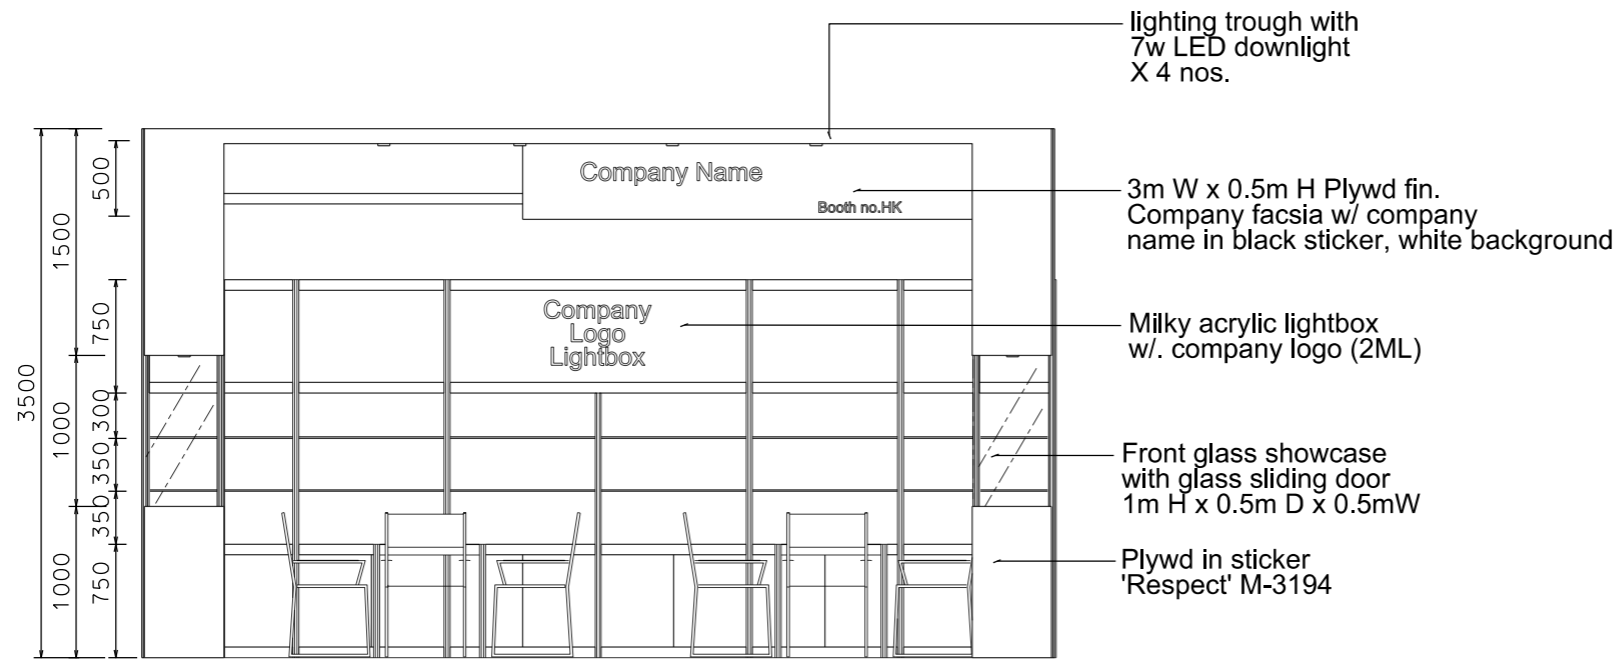 lighting trough with
7w LED downlight
X 4 nos.
3500
1500
1000
1000
500
750
300
350
350
750
Company Name
Booth no.HK
3m W x 0.5m H Plywd fin.
Company facsia w/ company
name in black sticker, white background
Company
Logo
Lightbox
Milky acrylic lightbox
w/. company logo (2ML)
Front glass showcase
with glass sliding door
1m H x 0.5m D x 0.5mW
Plywd in sticker
'Respect' M-3194